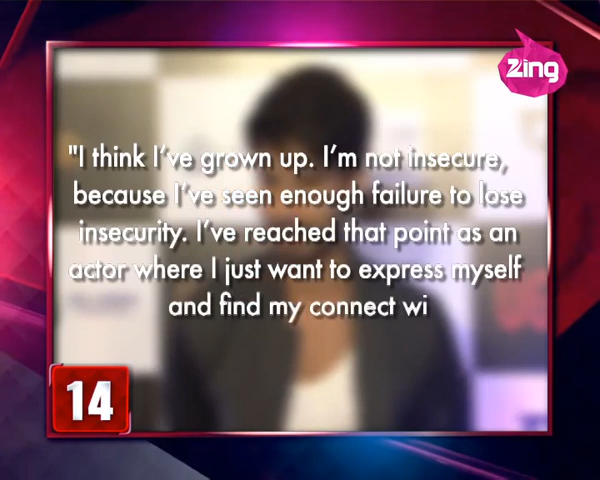 Zing
"I think I've grown up. I'm not insecure,
because I've seen enough failure to lose
insecurity. I've reached that point as an
actor where I just want to express myself
and find my connect wi
14